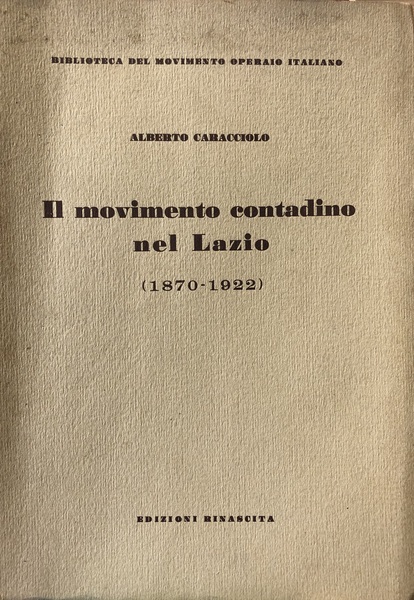 BIBLIOTECA DEL MOVIMENTO OPERAIO ITALIANO
ALBERTO CARACCIOLO
Il movimento contadino
nel Lazio
(1870-1922)
EDIZIONI RINASCITA